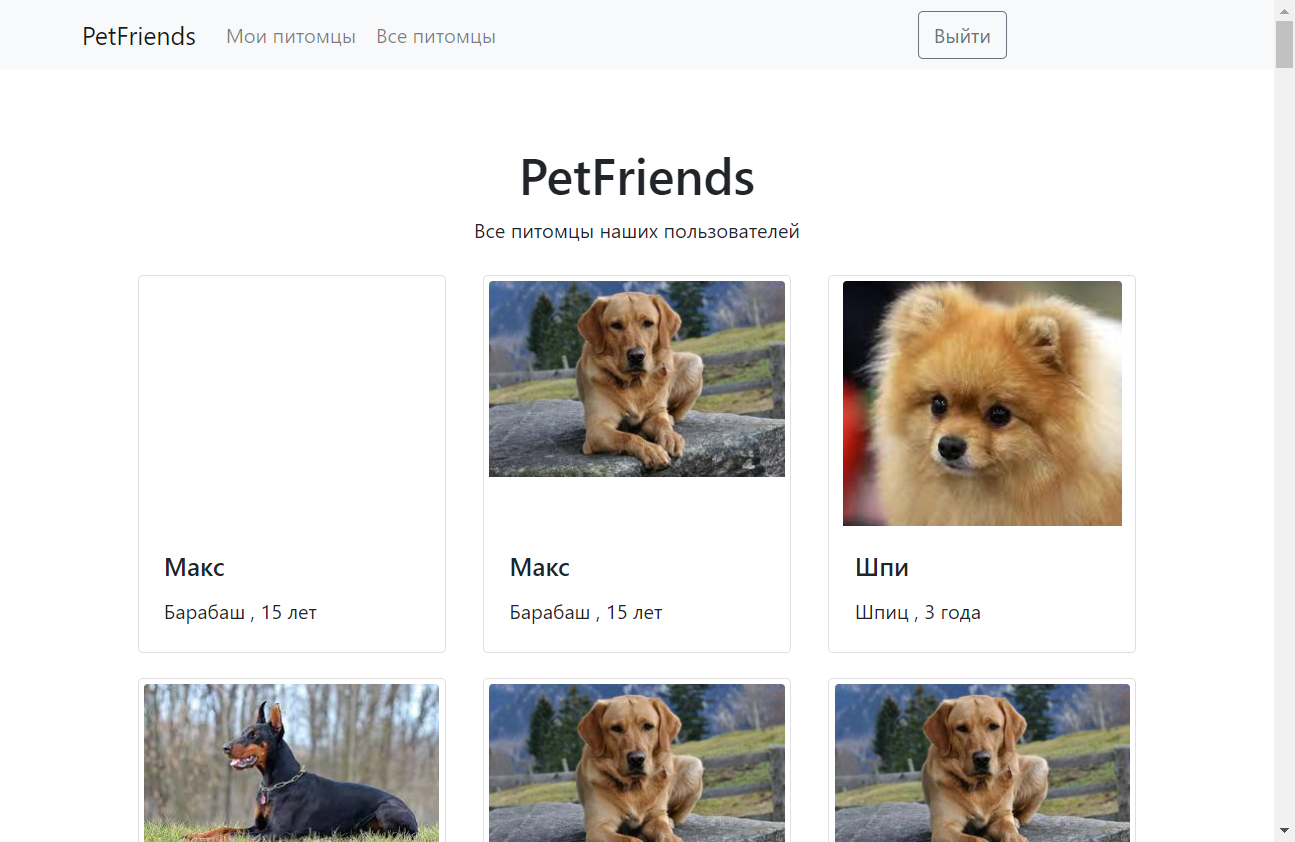 PetFriends Мои питомцы Все питомцы Выйти
PetFriends
Все питомцы наших пользователей
Макс
Барабаш , 15 лет
Макс
Барабаш , 15 лет
Шпи
Шпиц , 3 года